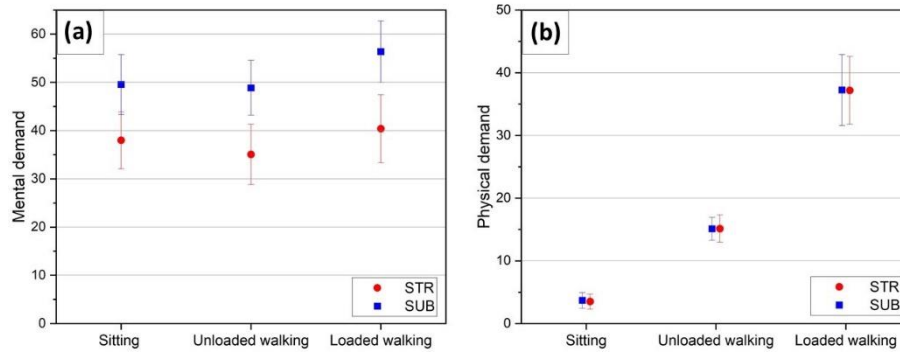 (a)
Mental demand
60
50
40
30
20
10
0
STR
SUB
Sitting
Unloaded walking
Loaded walking
(b)
Physical demand
50
40
30
20
10
0
STR
SUB
Sitting
Unloaded walking
Loaded walking